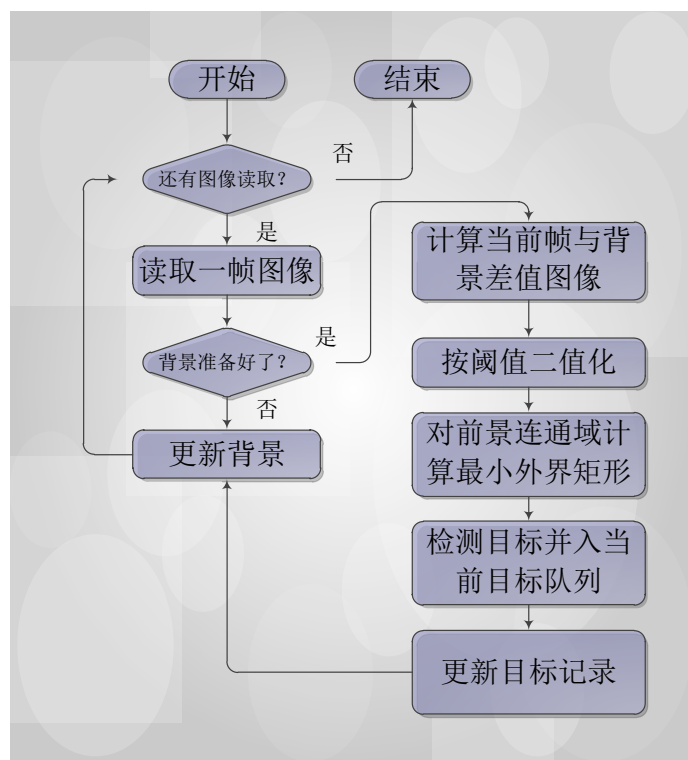 开始
结束
否
还有图像读取？
是
读取一帧图像
计算当前帧与背
景差值图像
是
背景准备好了？
按阈值二值化
否
更新背景
对前景连通域计
算最小外界矩形
检测目标并入当
前目标队列
更新目标记录